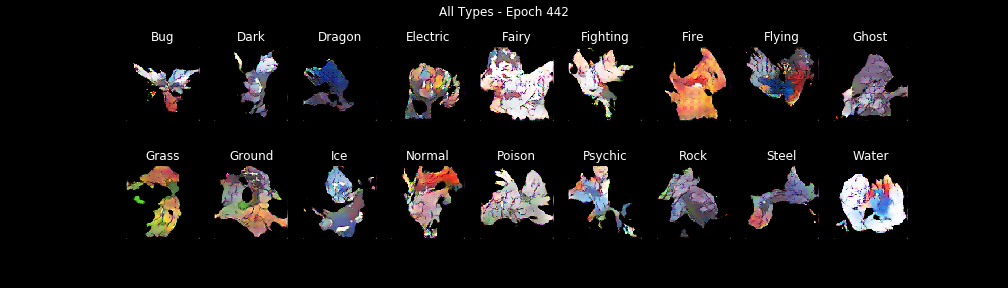 All Types - Epoch 442
Bug Dark Dragon Electric Fairy Fighting Fire Flying Ghost
Grass Ground Ice Normal Poison Psychic Rock Steel Water